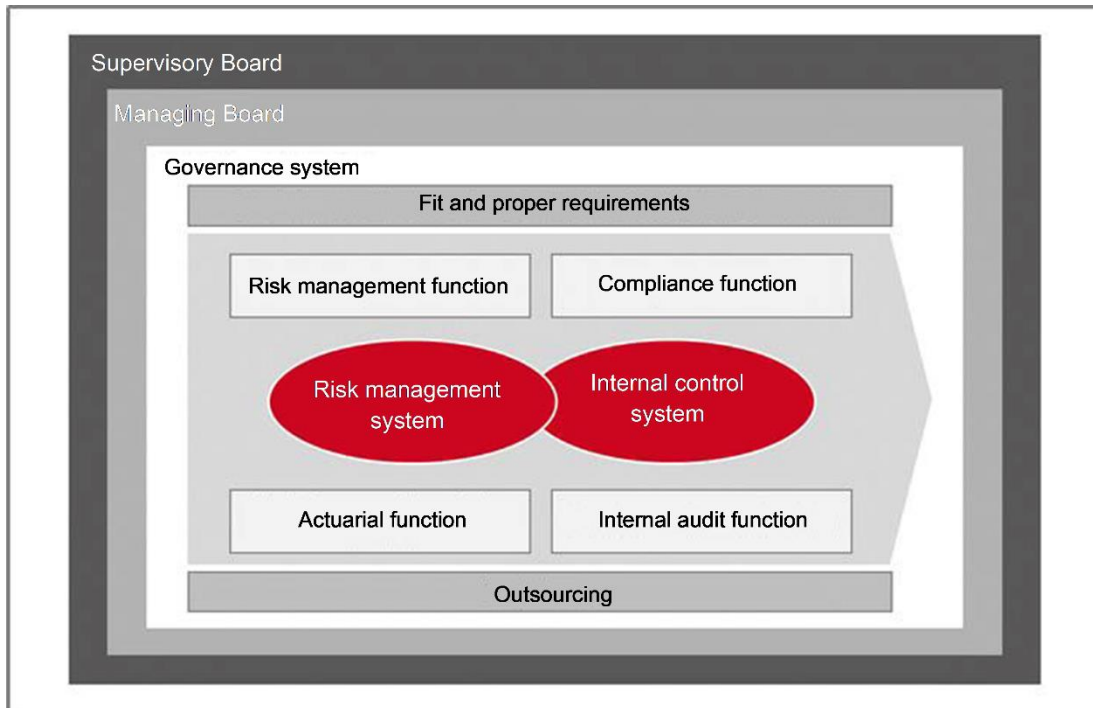 Supervisory Board
Managing Board
Governance system
Fit and proper requirements
Risk management function
Compliance function
Risk management
system
Internal control
system
Actuarial function
Internal audit function
Outsourcing